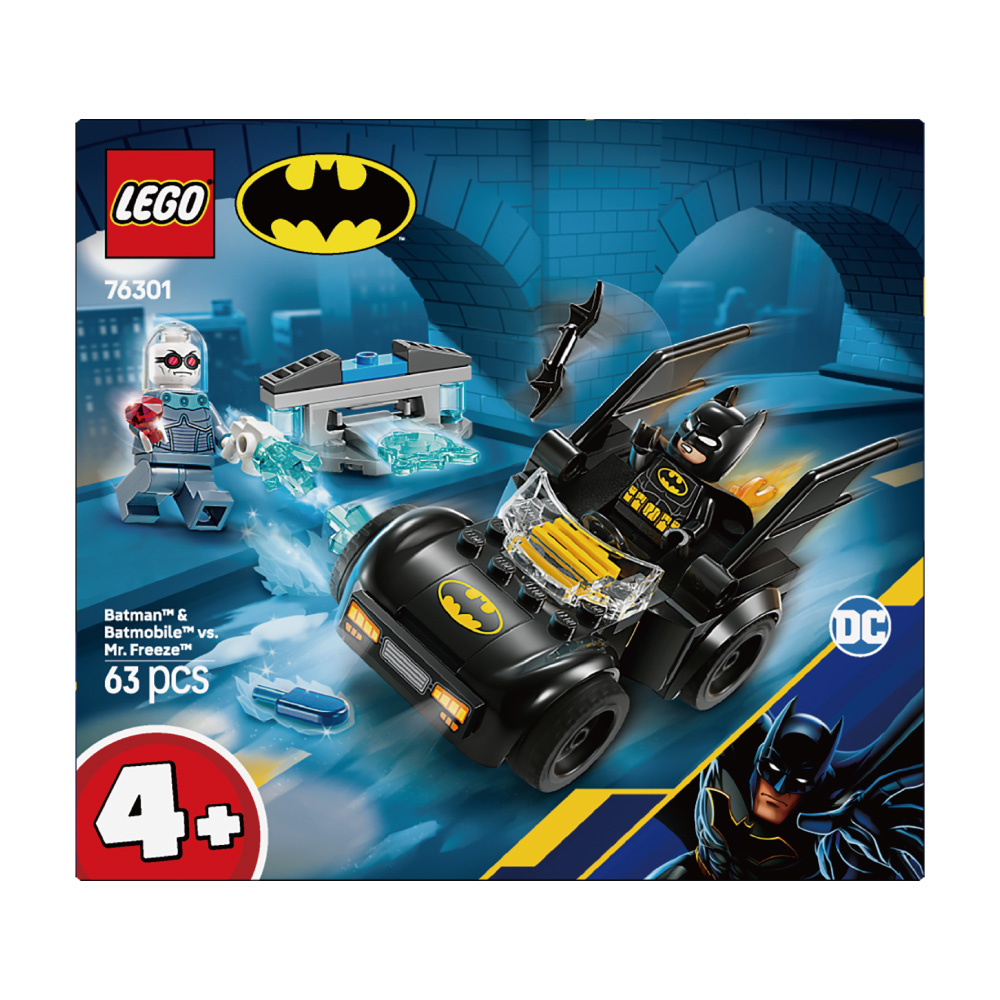 LEGO
76301
Batman™ &
Batmobile™ vs.
Mr. Freeze™
63 pcs
DC
4+